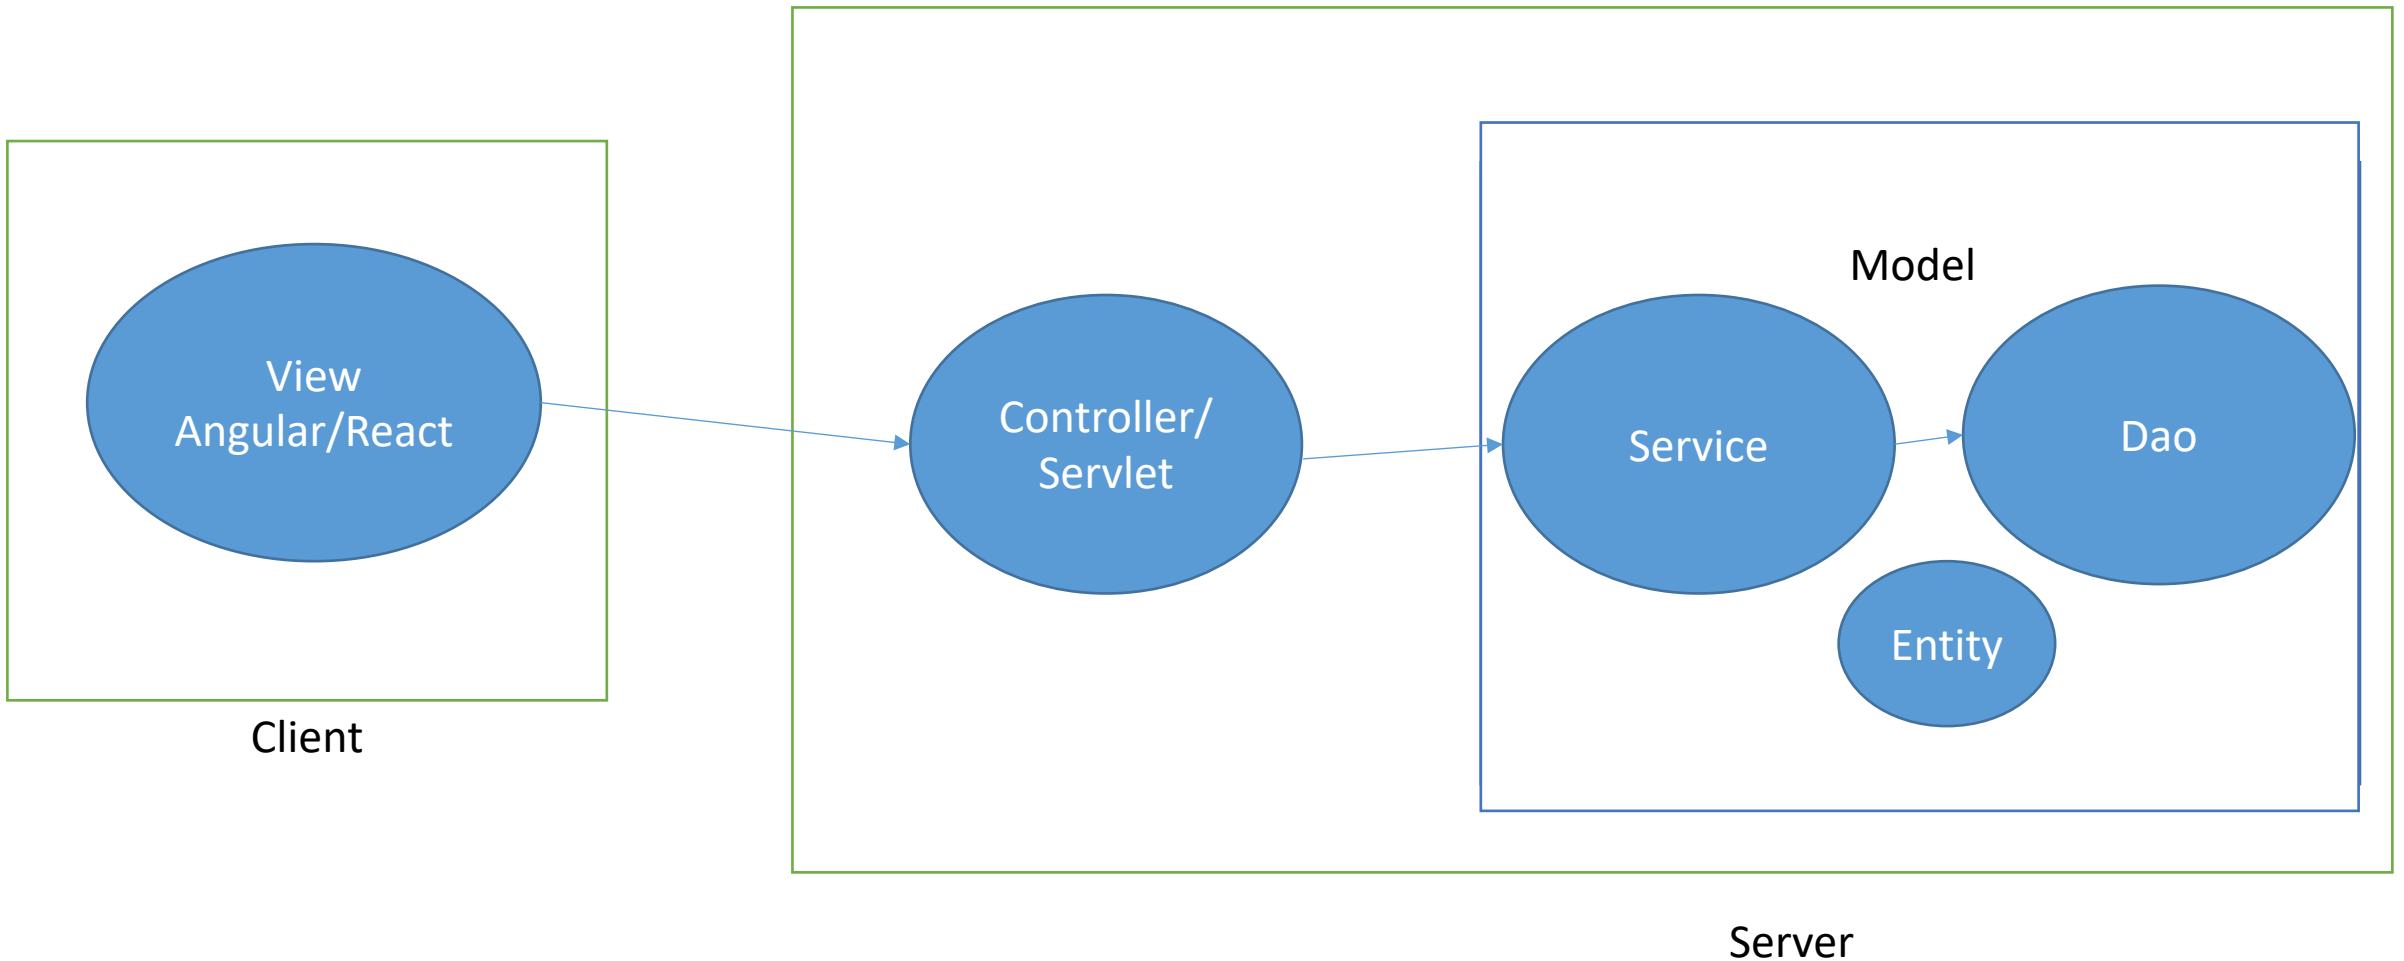 View
Angular/React
Client
Controller/
Servlet
Model
Service
Dao
Entity
Server